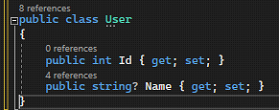 8 references
public class User
{
0 references
public int Id { get; set; }
4 references
public string? Name { get; set; }
}